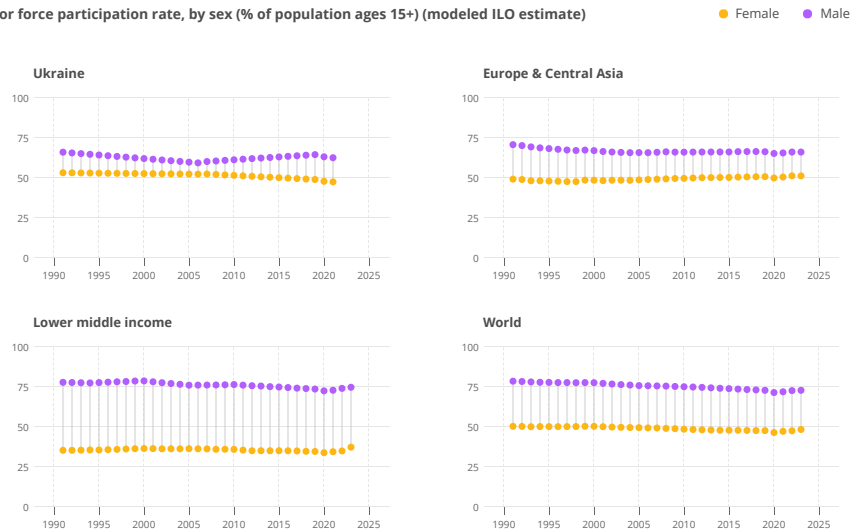 or force participation rate, by sex (% of population ages 15+) (modeled ILO estimate)
Female Male
Ukraine
100
75
50
25
0
1990 1995 2000 2005 2010 2015 2020 2025
Europe & Central Asia
100
75
50
25
0
1990 1995 2000 2005 2010 2015 2020 2025
Lower middle income
100
75
50
25
0
1990 1995 2000 2005 2010 2015 2020 2025
World
100
75
50
25
0
1990 1995 2000 2005 2010 2015 2020 2025